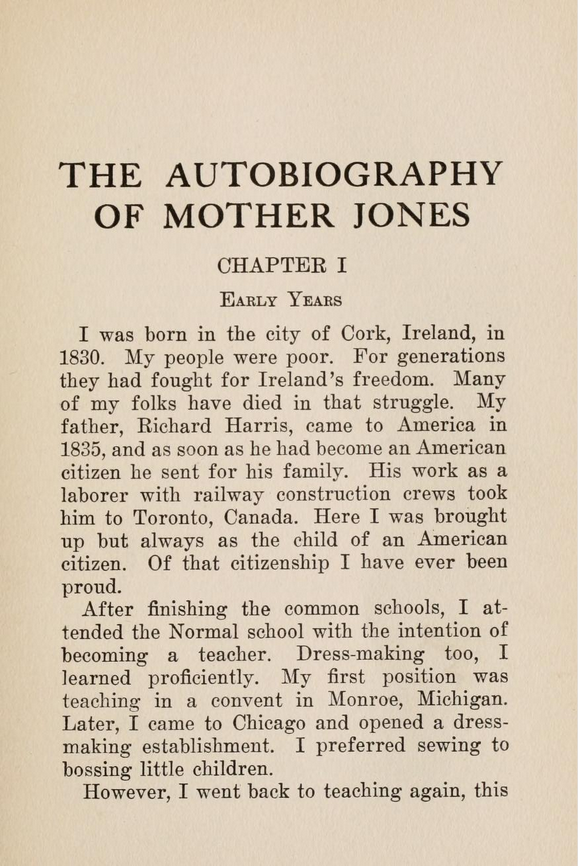 THE AUTOBIOGRAPHY
OF MOTHER JONES
CHAPTER I
Early Years
I was born in the city of Cork, Ireland, in
1830. My people were poor. For generations
they had fought for Ireland's freedom. Many
of my folks have died in that struggle. My
father, Richard Harris, came to America in
1835, and as soon as he had become an American
citizen he sent for his family. His work as a
laborer with railway construction crews took
him to Toronto, Canada. Here I was brought
up but always as the child of an American
citizen. Of that citizenship I have ever been
proud.
After finishing the common schools, I at-
tended the Normal school with the intention of
becoming a teacher. Dress-making too, I
learned proficiently. My first position was
teaching in a convent in Monroe, Michigan.
Later, I came to Chicago and opened a dress-
making establishment. I preferred sewing to
bossing little children.
However, I went back to teaching again, this